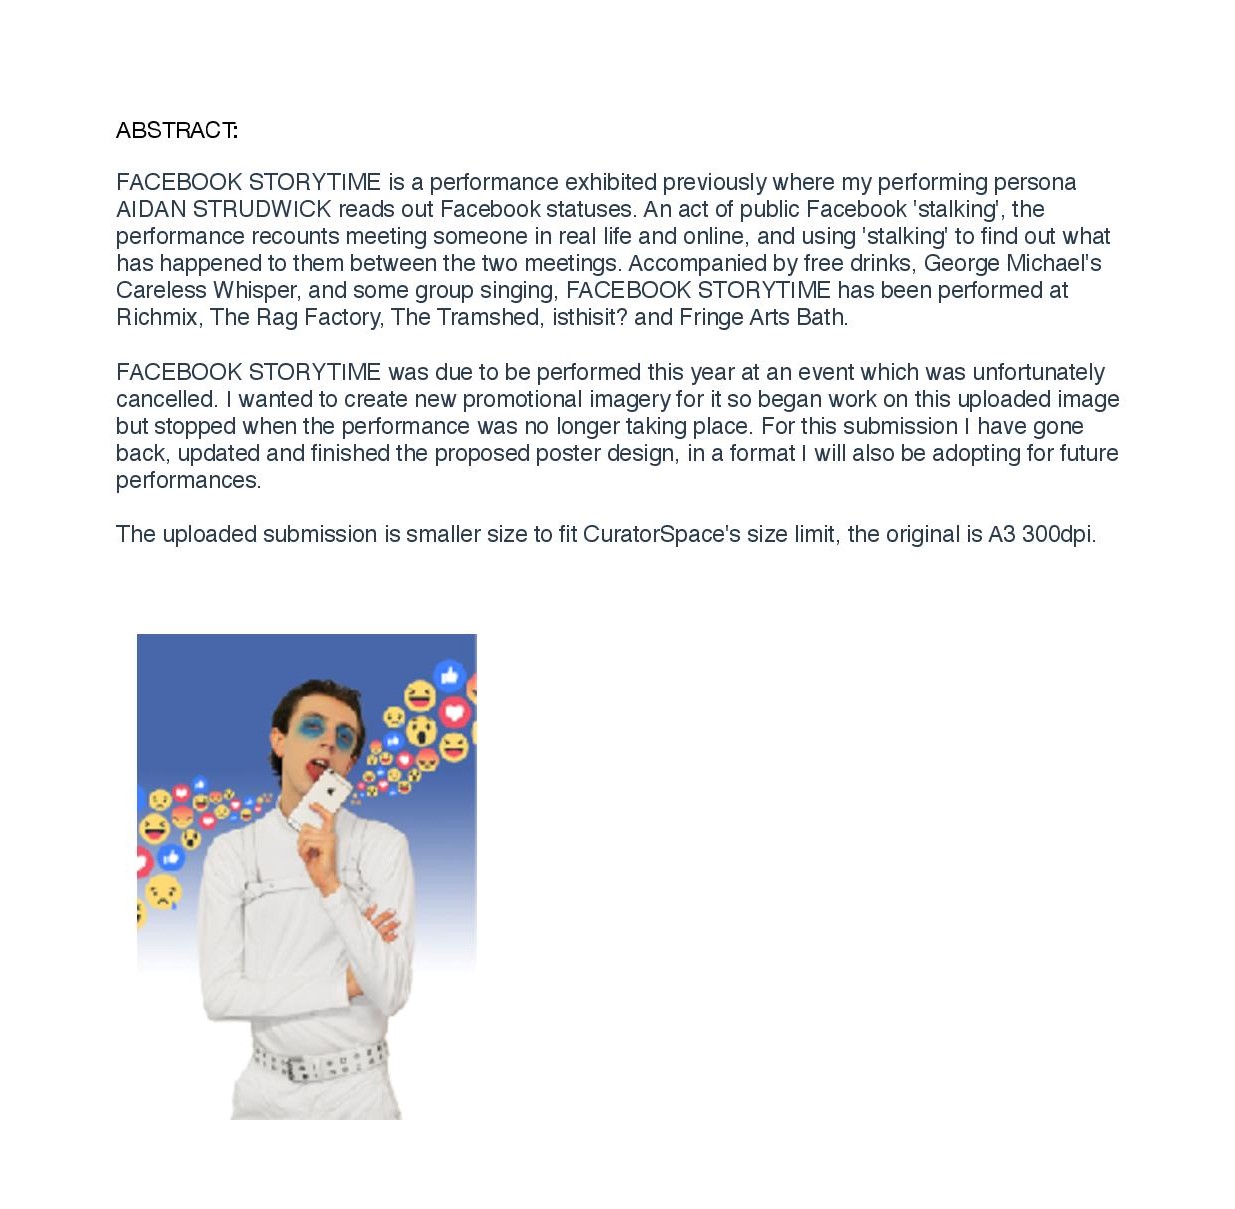 ABSTRACT:
FACEBOOK STORYTIME is a performance exhibited previously where my performing persona
AIDAN STRUDWICK reads out Facebook statuses. An act of public Facebook 'stalking', the
performance recounts meeting someone in real life and online, and using 'stalking' to find out what
has happened to them between the two meetings. Accompanied by free drinks, George Michael's
Careless Whisper, and some group singing, FACEBOOK STORYTIME has been performed at
Richmix, The Rag Factory, The Tramshed, isthisit? and Fringe Arts Bath.
FACEBOOK STORYTIME was due to be performed this year at an event which was unfortunately
cancelled. I wanted to create new promotional imagery for it so began work on this uploaded image
but stopped when the performance was no longer taking place. For this submission I have gone
back, updated and finished the proposed poster design, in a format I will also be adopting for future
performances.
The uploaded submission is smaller size to fit CuratorSpace's size limit, the original is A3 300dpi.